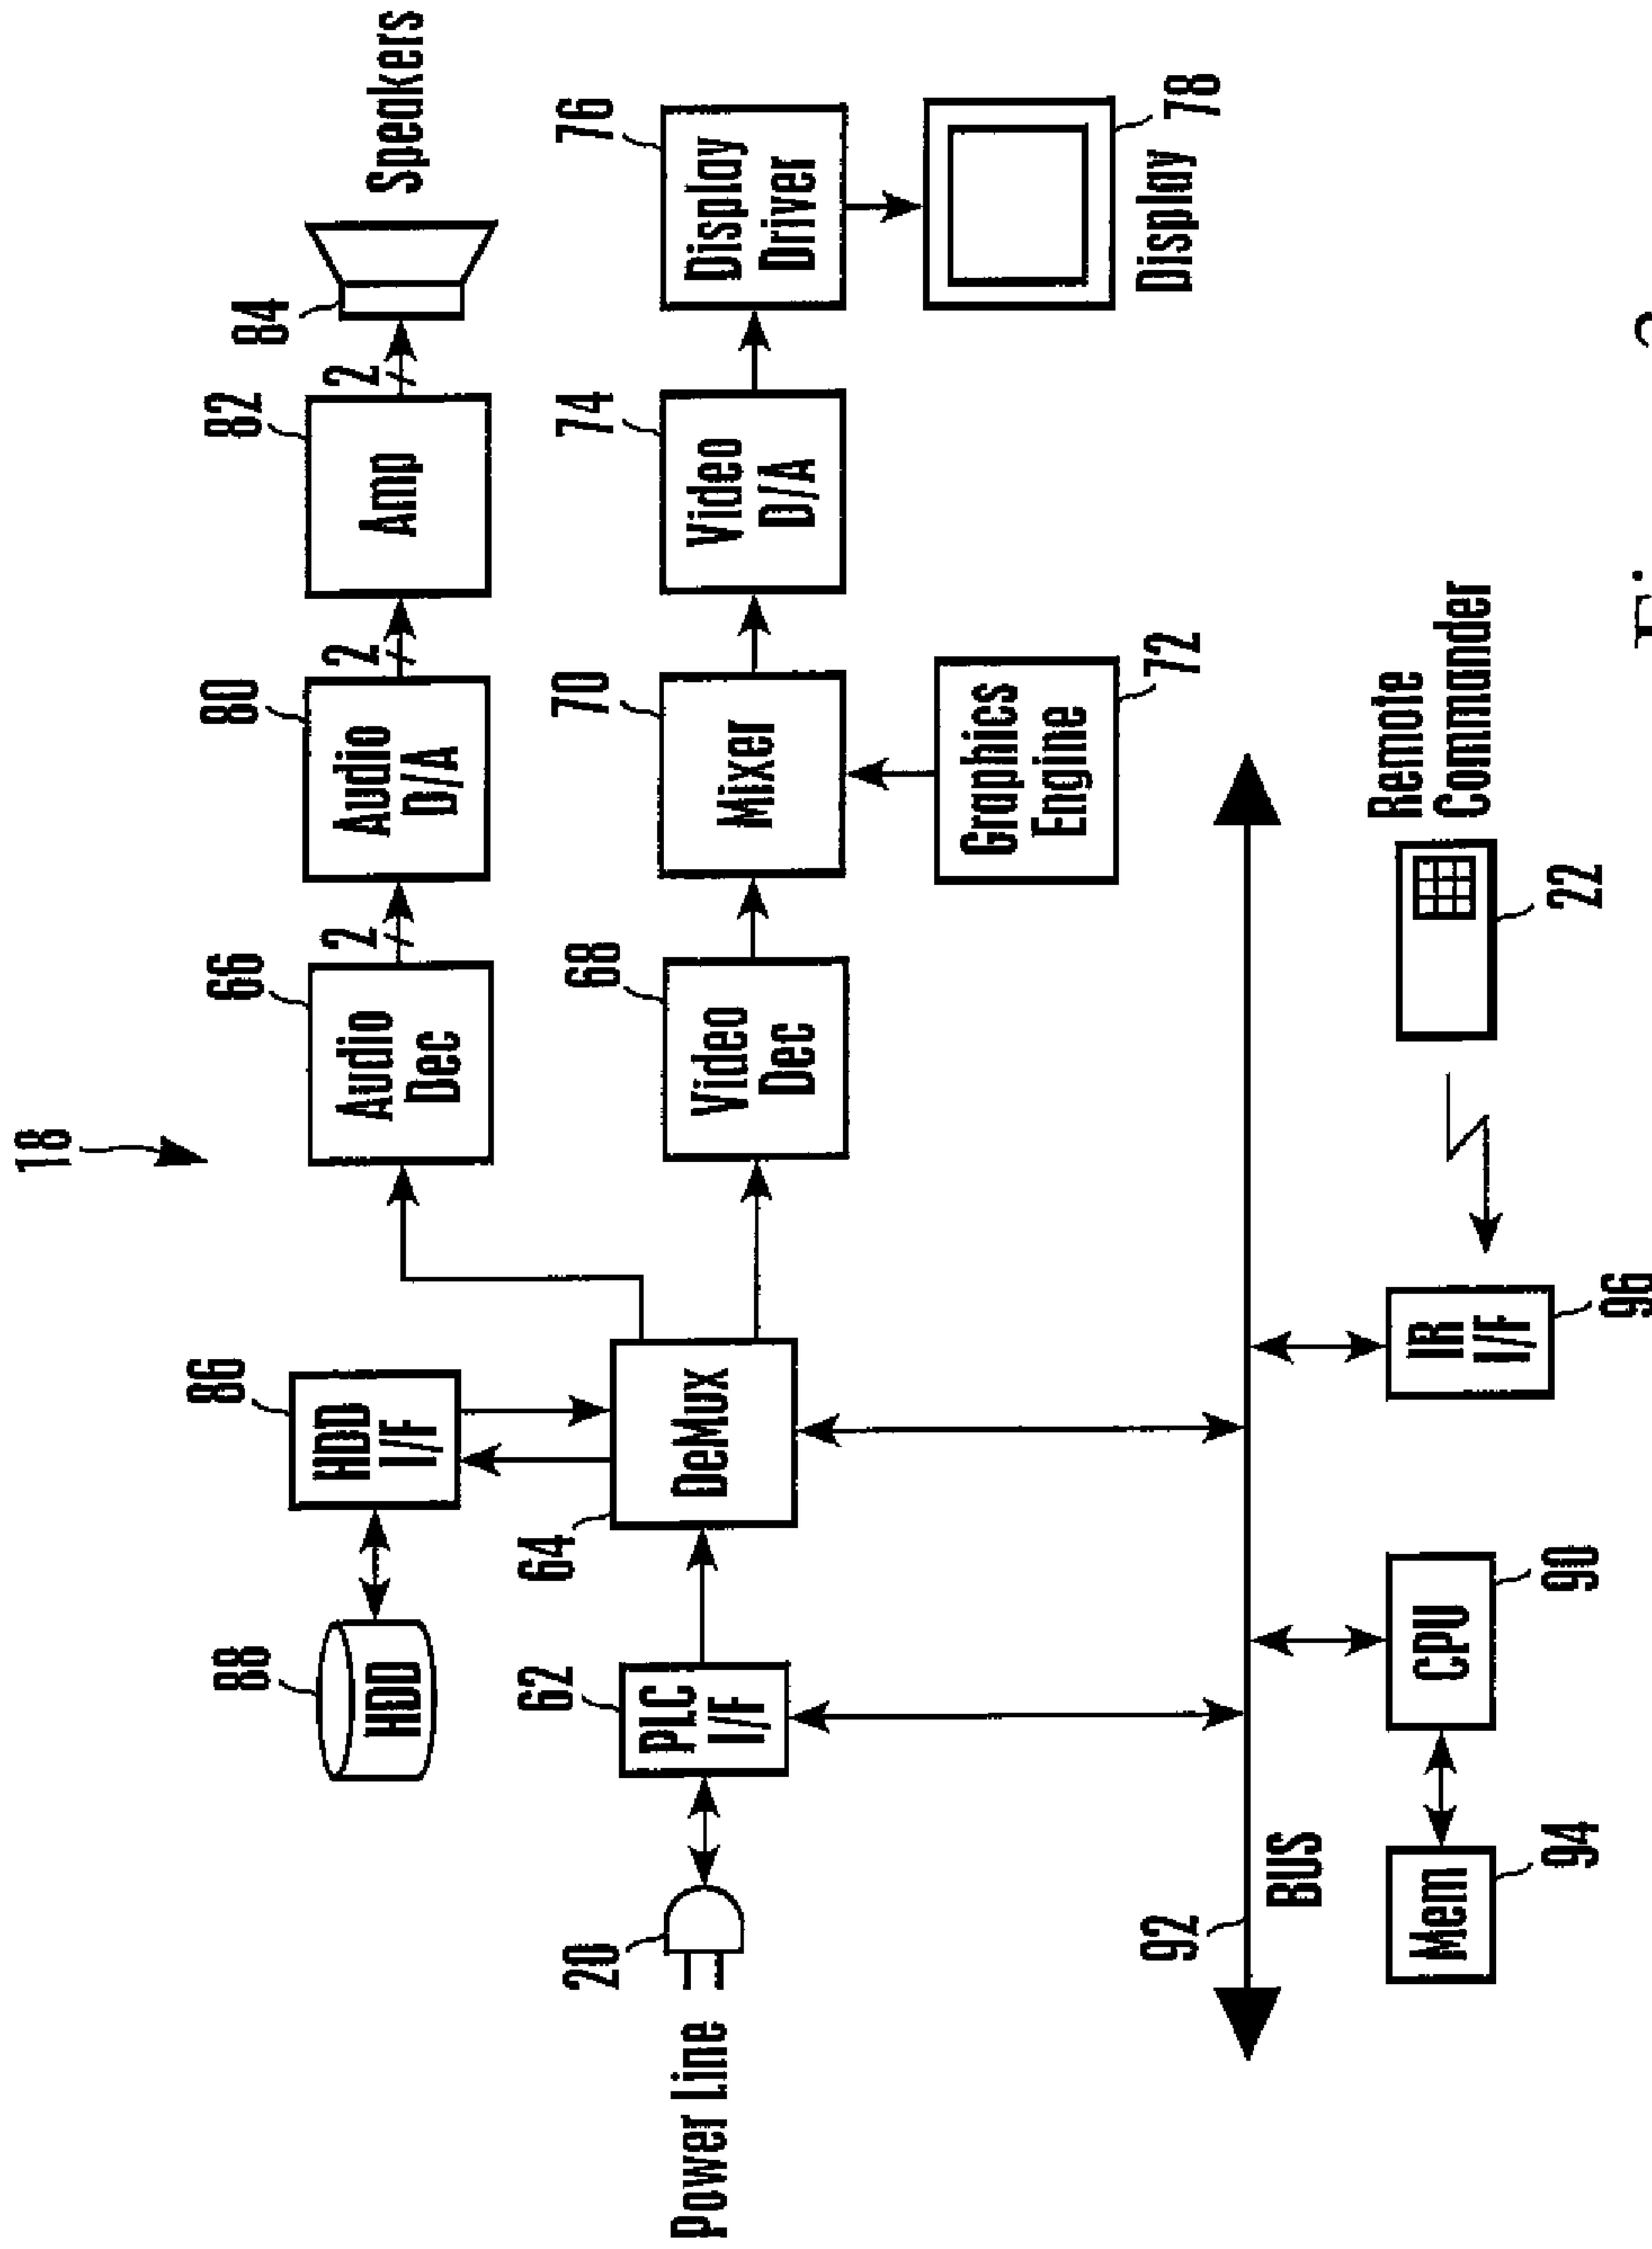 18
88
HDD
86
HDD
I/F
66
Audio
Dec
2
80
Audio
D/A
2
82
Amp
2
84
Speakers
Power Line
20
62
PLC
I/F
64
DeMux
68
Video
Dec
70
Mixer
74
Video
D/A
76
Display
Driver
Graphics
Engine
72
Display
78
92
BUS
Mem
94
CPU
90
IR
I/F
96
22
Remote
Commander